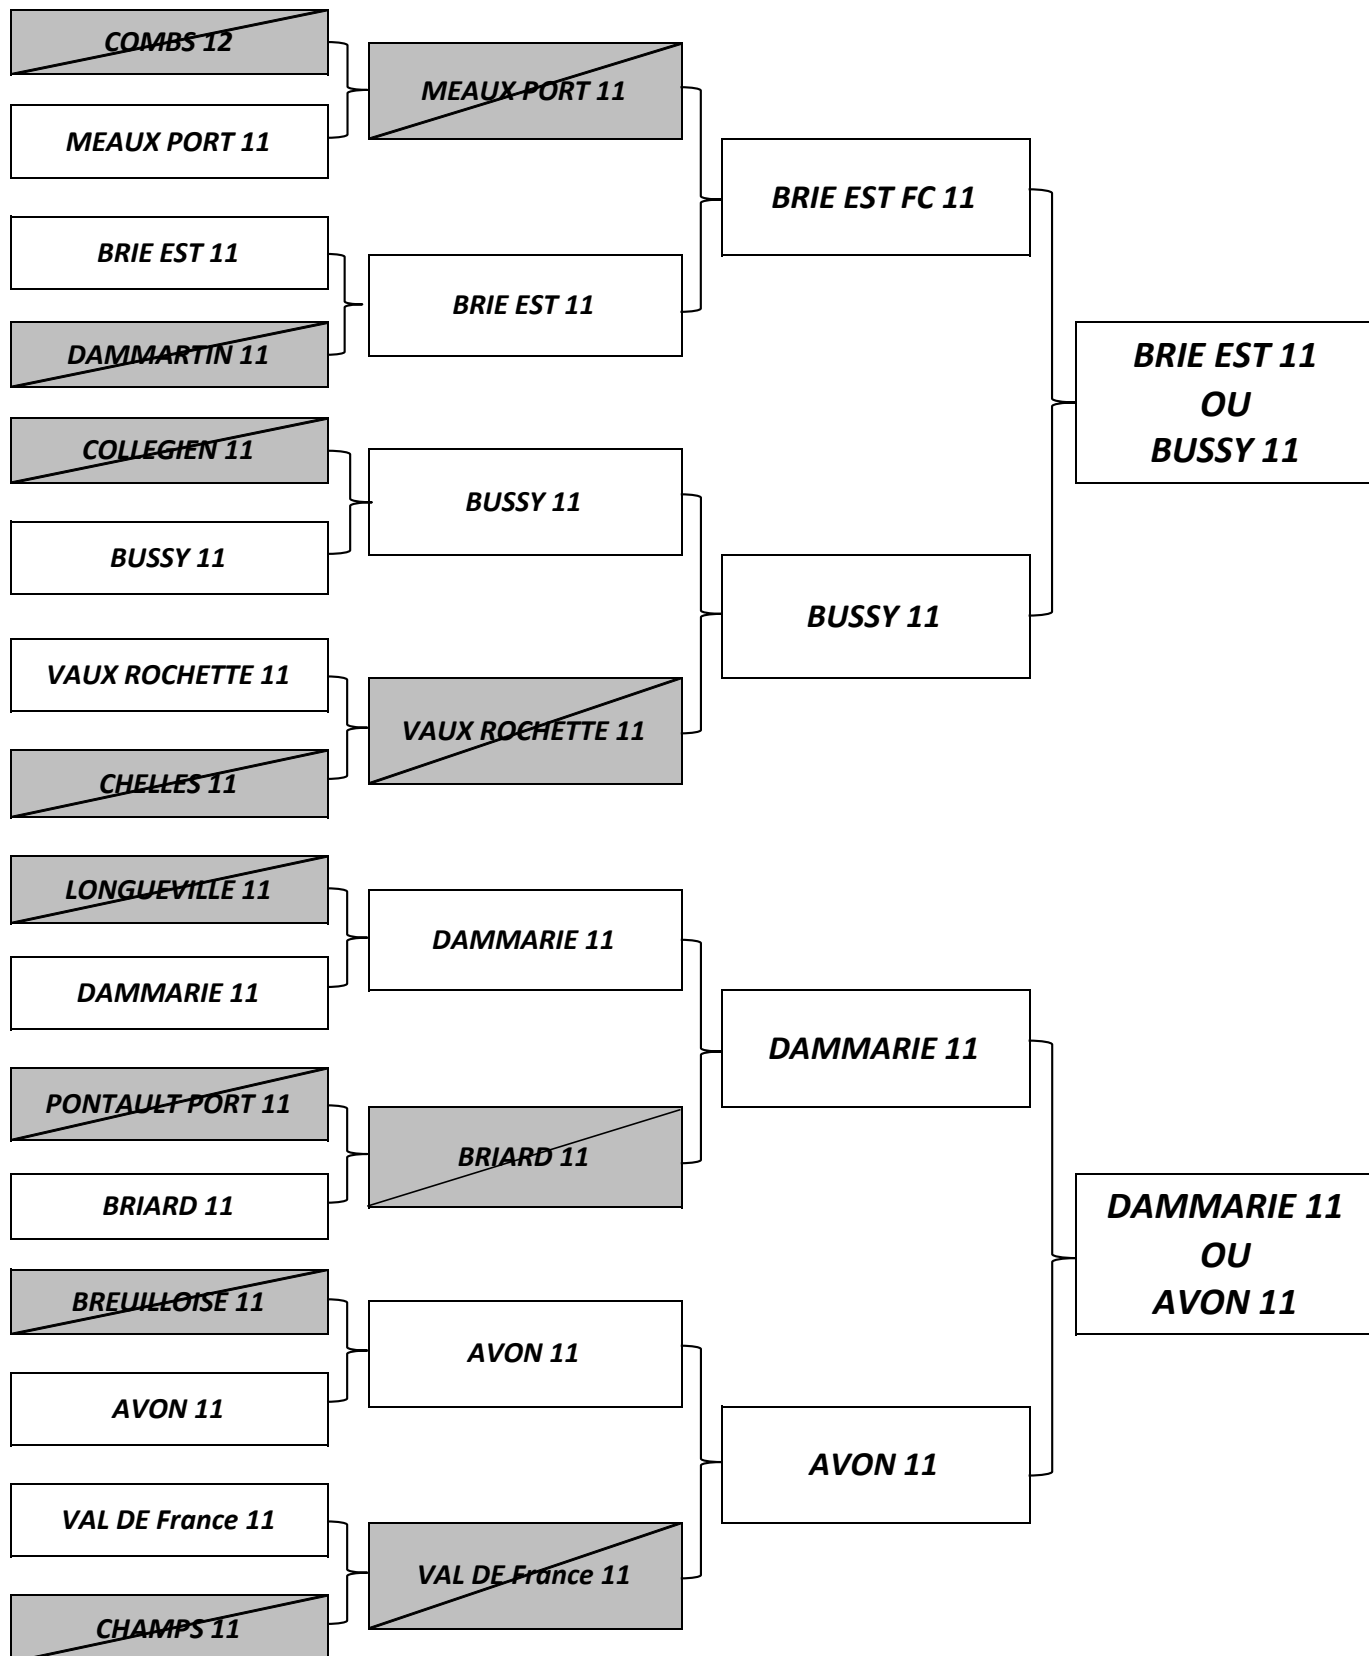 COMBS 12
MEAUX PORT 11
BRIE EST 11
DAMMARTIN 11
COLLEGIEN 11
BUSSY 11
VAUX ROCHETTE 11
CHELLES 11
LONGUEVILLE 11
DAMMARIE 11
PONTAULT PORT 11
BRIARD 11
BREUILLOISE 11
AVON 11
VAL DE France 11
CHAMPS 11
MEAUX PORT 11
BRIE EST 11
BUSSY 11
VAUX ROCHETTE 11
DAMMARIE 11
BRIARD 11
AVON 11
VAL DE France 11
BRIE EST FC 11
BUSSY 11
DAMMARIE 11
AVON 11
BRIE EST 11
OU
BUSSY 11
DAMMARIE 11
OU
AVON 11